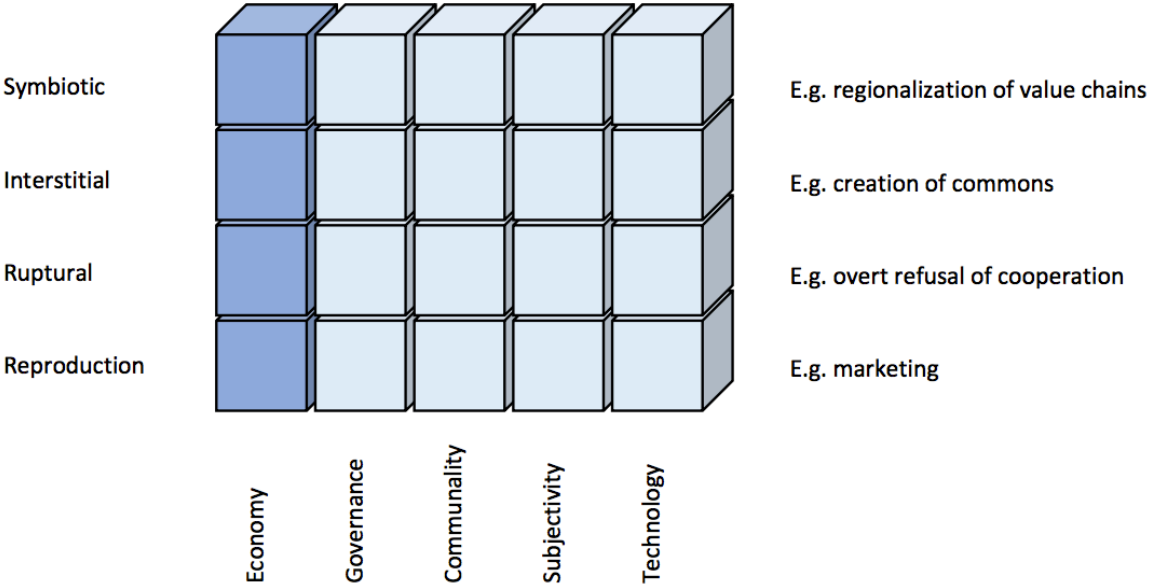 Symbiotic
E.g. regionalization of value chains
Interstitial
E.g. creation of commons
Ruptural
E.g. overt refusal of cooperation
Reproduction
E.g. marketing
Economy
Governance
Communality
Subjectivity
Technology